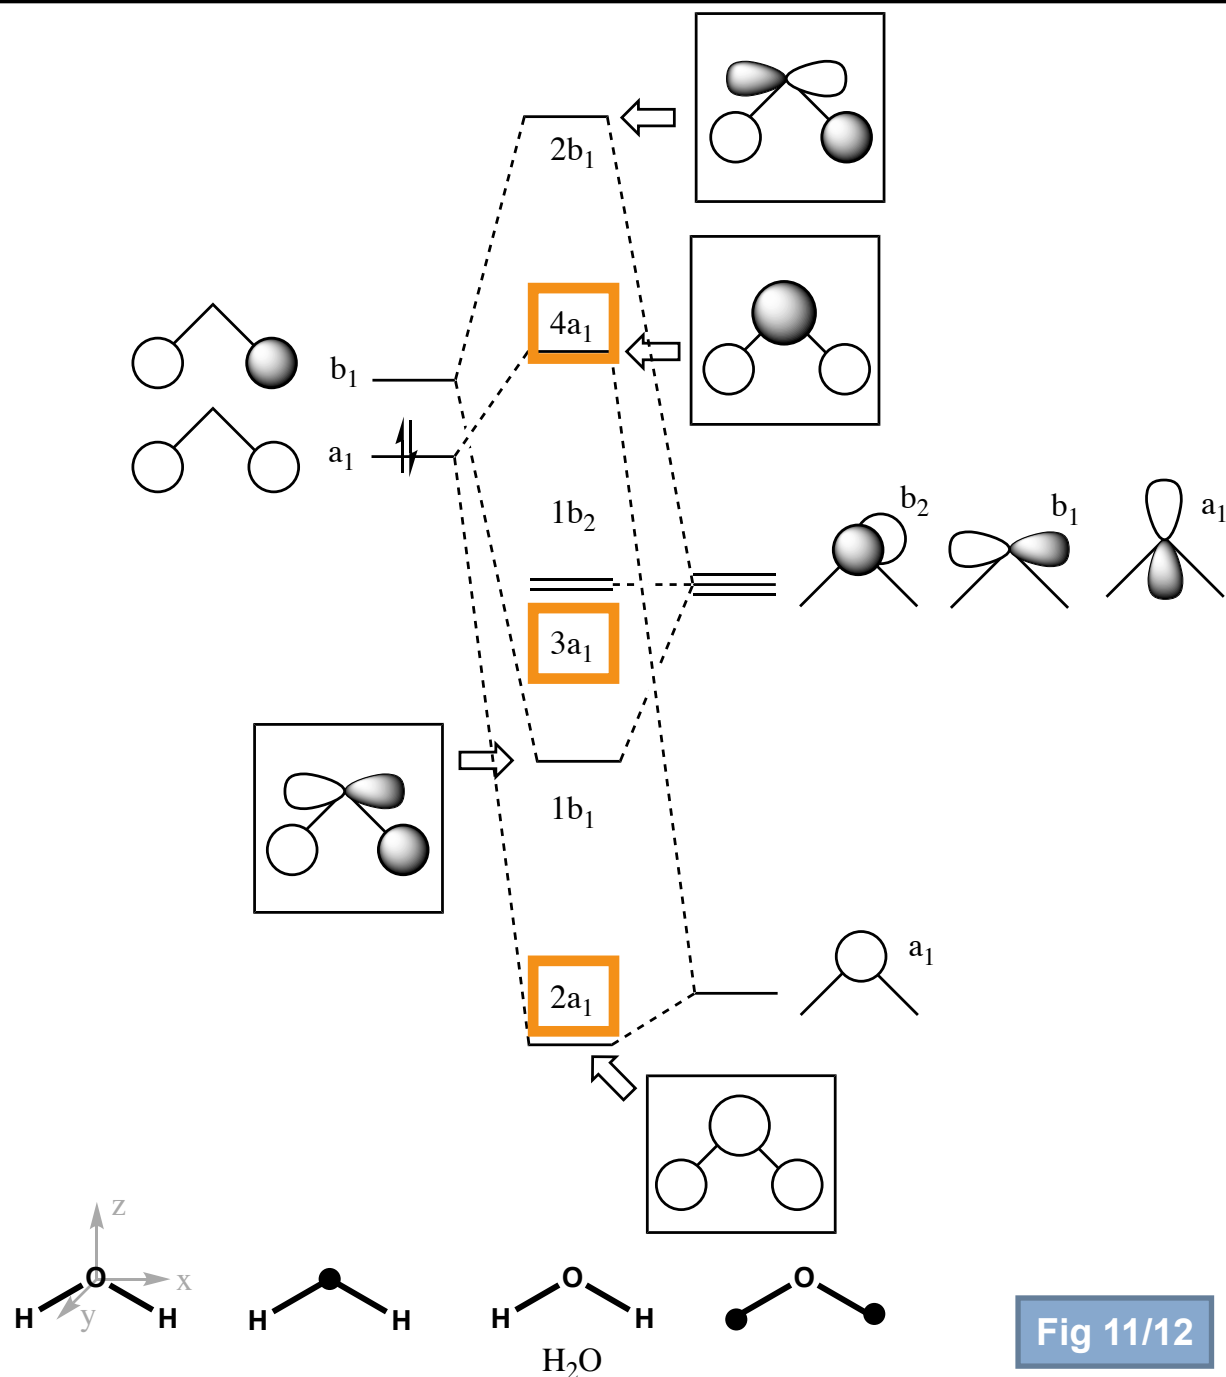 2b₁
4a₁
b₁
a₁
1b₂
b₂
b₁
a₁
3a₁
1b₁
a₁
2a₁
z
O
x
H
H
y
H
H
O
H
H
O
H₂O
Fig 11/12